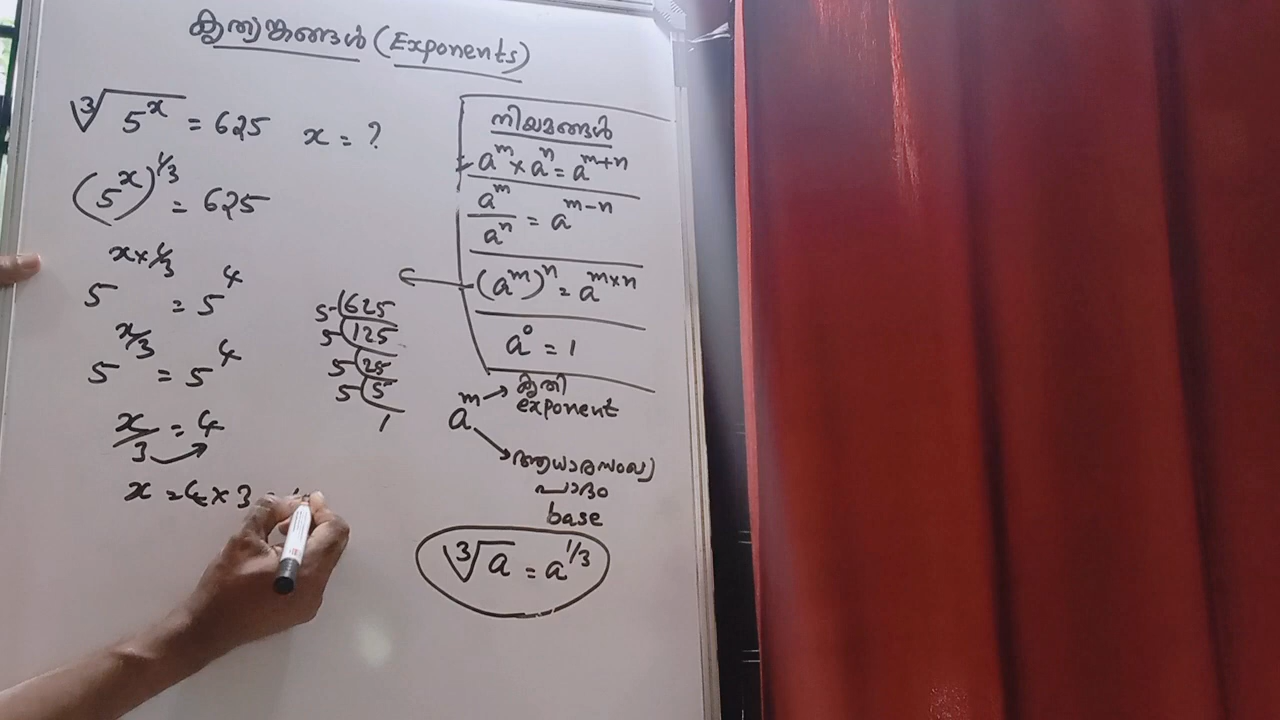 കൃത്യങ്കങ്ങൾ (Exponents)
∛(5^x) = 625 x = ?
(5^x)^1/3 = 625
5^x×1/3 = 5^4
5^x/3 = 5^4
x/3 = 4
x = 4×3 =
5 625
5 125
5 25
5 5
1
നിയമങ്ങൾ
a^m × a^n = a^m+n
a^m/a^n = a^m-n
(a^m)^n = a^m×n
a^0 = 1
a^m → കൃതി
exponent
→ ആധാരസംഖ്യ
പാദം
base
∛a = a^1/3